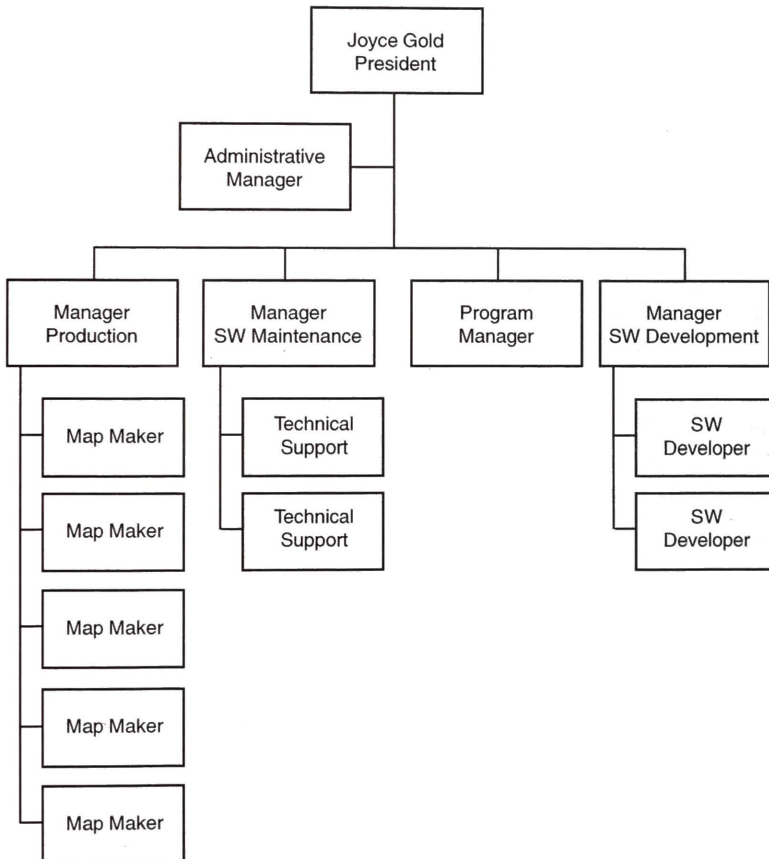 Joyce Gold
President
Administrative
Manager
Manager
Production
Manager
SW Maintenance
Program
Manager
Manager
SW Development
Map Maker
Map Maker
Map Maker
Map Maker
Map Maker
Technical
Support
Technical
Support
SW
Developer
SW
Developer